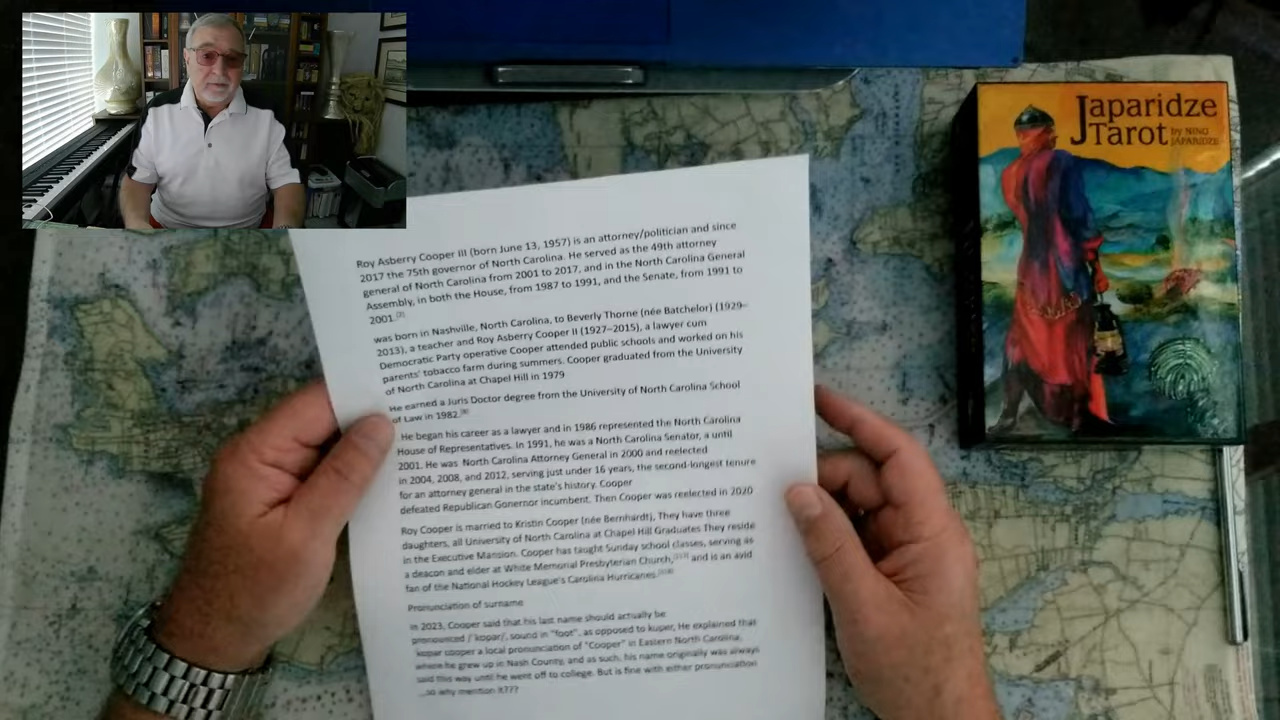 Japaridze
Tarot by NINO
JAPARIDZE
Roy Asberry Cooper III (born June 13, 1957) is an attorney/politician and since
2017 the 75th governor of North Carolina. He served as the 49th attorney
general of North Carolina from 2001 to 2017, and in the North Carolina General
Assembly, in both the House, from 1987 to 1991, and the Senate, from 1991 to
2001.[2]
was born in Nashville, North Carolina, to Beverly Thorne (née Batchelor) (1929–
2013), a teacher and Roy Asberry Cooper II (1927–2015), a lawyer cum
Democratic Party operative Cooper attended public schools and worked on his
parents' tobacco farm during summers. Cooper graduated from the University
of North Carolina at Chapel Hill in 1979
He earned a Juris Doctor degree from the University of North Carolina School
of Law in 1982.
He began his career as a lawyer and in 1986 represented the North Carolina
House of Representatives. In 1991, he was a North Carolina Senator, a until
2001. He was North Carolina Attorney General in 2000 and reelected
in 2004, 2008, and 2012, serving just under 16 years, the second-longest tenure
for an attorney general in the state's history. Cooper
defeated Republican Gonernor incumbent. Then Cooper was reelected in 2020
Roy Cooper is married to Kristin Cooper (née Bernhardt), They have three
daughters, all University of North Carolina at Chapel Hill Graduates They reside
in the Executive Mansion. Cooper has taught Sunday school classes, serving as
a deacon and elder at White Memorial Presbyterian Church, and is an avid
fan of the National Hockey League's Carolina Hurricanes.
Pronunciation of surname
In 2023, Cooper said that his last name should actually be
pronounced /ˈkopər/, sound in "foot", as opposed to kuper, He explained that
kopar cooper a local pronunciation of "Cooper" in Eastern North Carolina,
where he grew up in Nash County, and as such, his name originally was always
said this way until he went off to college. But is fine with either pronunciation
...so why mention it???